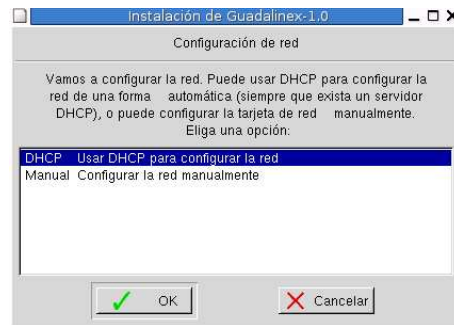 Instalación de Guadalinex-1.0
Configuración de red
Vamos a configurar la red. Puede usar DHCP para configurar la
red de una forma automática (siempre que exista un servidor
DHCP), o puede configurar la tarjeta de red manualmente.
Eliga una opción:
DHCP Usar DHCP para configurar la red
Manual Configurar la red manualmente
OK Cancelar